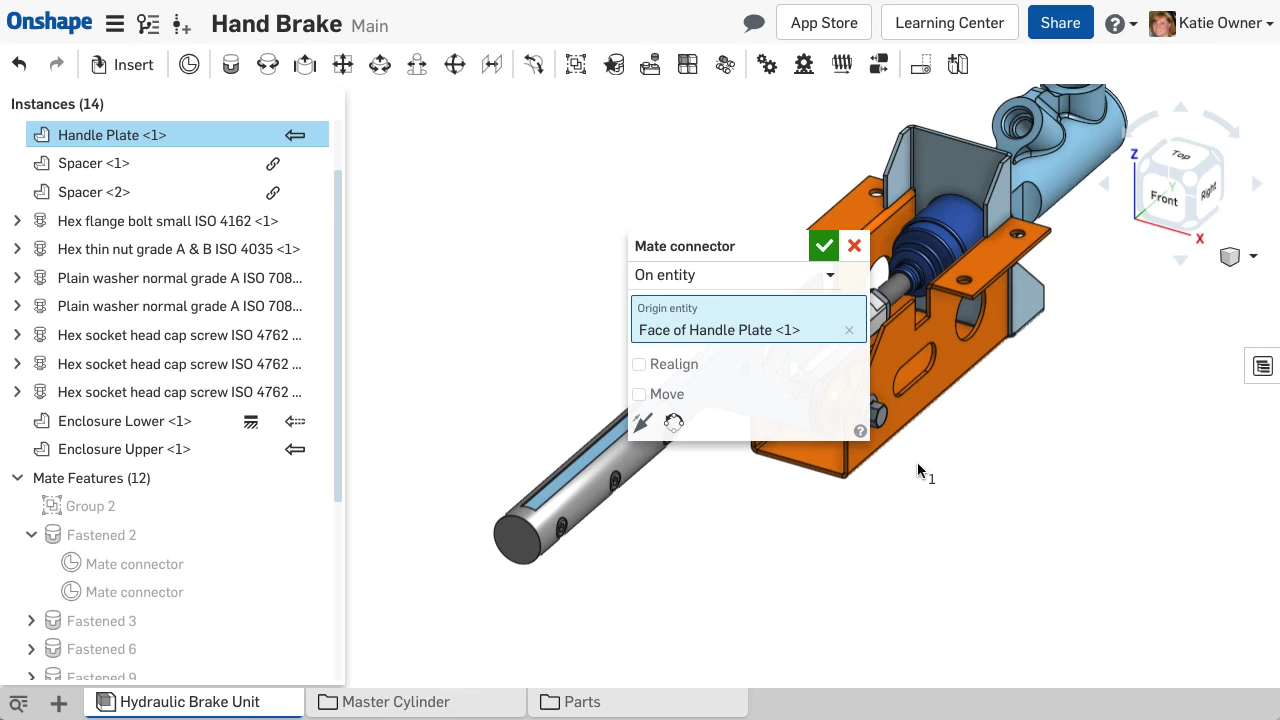 Onshape
Hand Brake Main
App Store
Learning Center
Share
Katie Owner
Insert
Instances (14)
Handle Plate <1>
Spacer <1>
Spacer <2>
Hex flange bolt small ISO 4162 <1>
Hex thin nut grade A & B ISO 4035 <1>
Plain washer normal grade A ISO 708...
Plain washer normal grade A ISO 708...
Hex socket head cap screw ISO 4762 ...
Hex socket head cap screw ISO 4762 ...
Hex socket head cap screw ISO 4762 ...
Enclosure Lower <1>
Enclosure Upper <1>
Mate Features (12)
Group 2
Fastened 2
Mate connector
Mate connector
Fastened 3
Fastened 6
Fastened 9
Mate connector
On entity
Origin entity
Face of Handle Plate <1>
Realign
Move
1
Z
Top
Front
Y
Right
X
Hydraulic Brake Unit
Master Cylinder
Parts